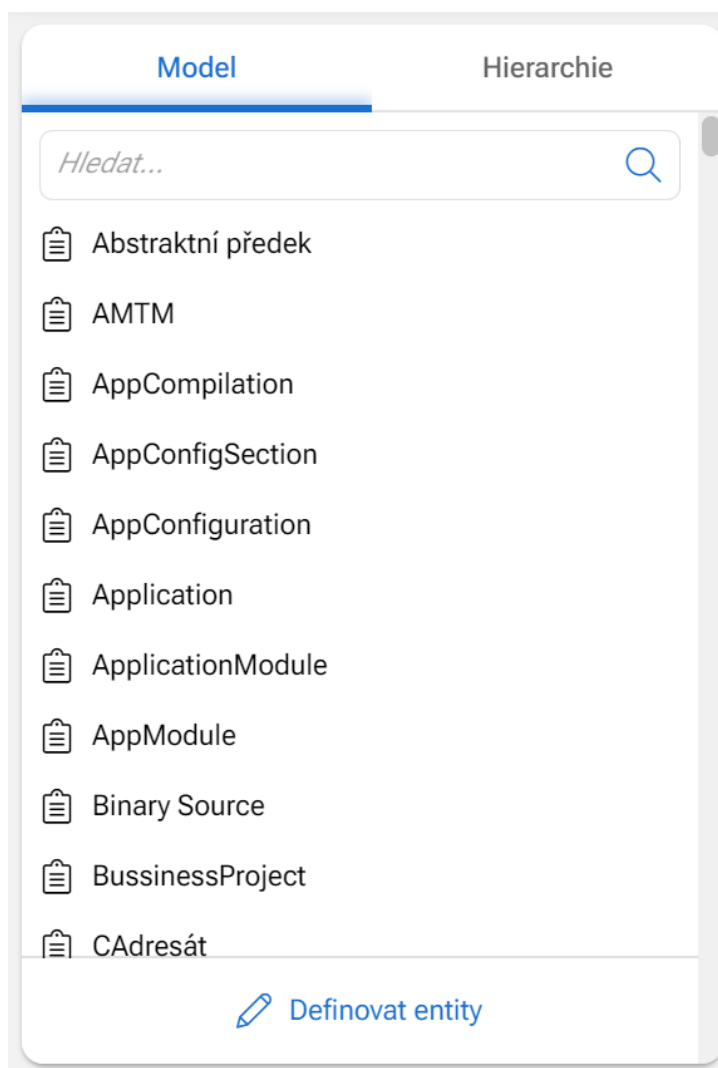 Model
Hierarchie
Hledat...
Abstraktní předek
AMTM
AppCompilation
AppConfigSection
AppConfiguration
Application
ApplicationModule
AppModule
Binary Source
BussinessProject
CAdresát
Definovat entity